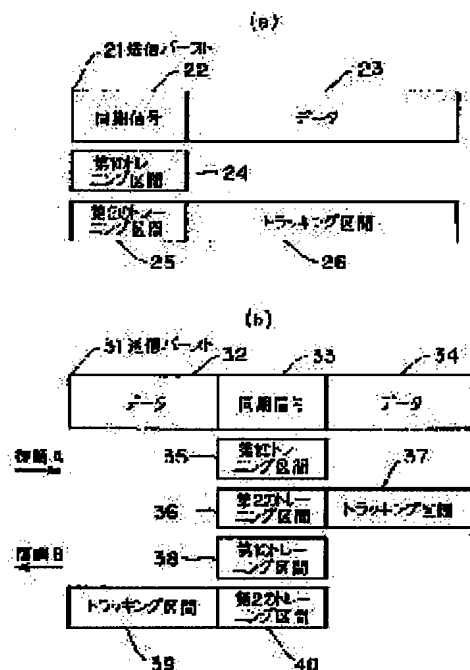 (a)
21 送信バースト
22
23
同期信号
データ
第1のトレー
ニング区間
24
第2のトレー
ニング区間
トラッキング区間
25
26
(b)
31 送信バースト
32
33
34
データ
同期信号
データ
35
第1のトレー
ニング区間
37
36
第2のトレー
ニング区間
トラッキング区間
38
第1のトレー
ニング区間
トラッキング区間
第2のトレー
ニング区間
39
40